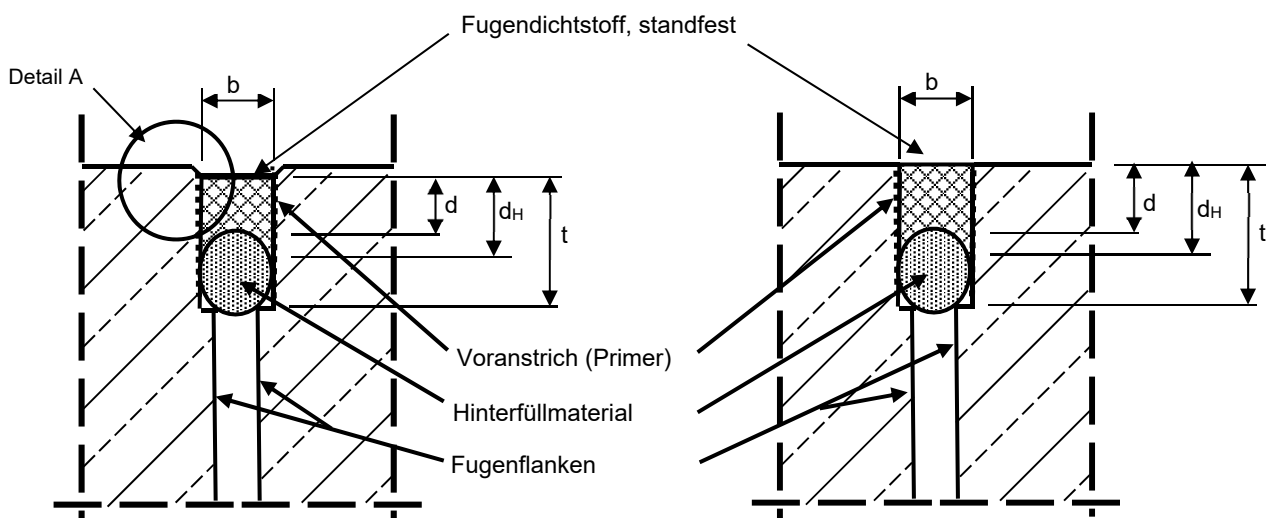 Fugendichtstoff, standfest
Detail A
b
b
d
dH
t
d
dH
t
Voranstrich (Primer)
Hinterfüllmaterial
Fugenflanken